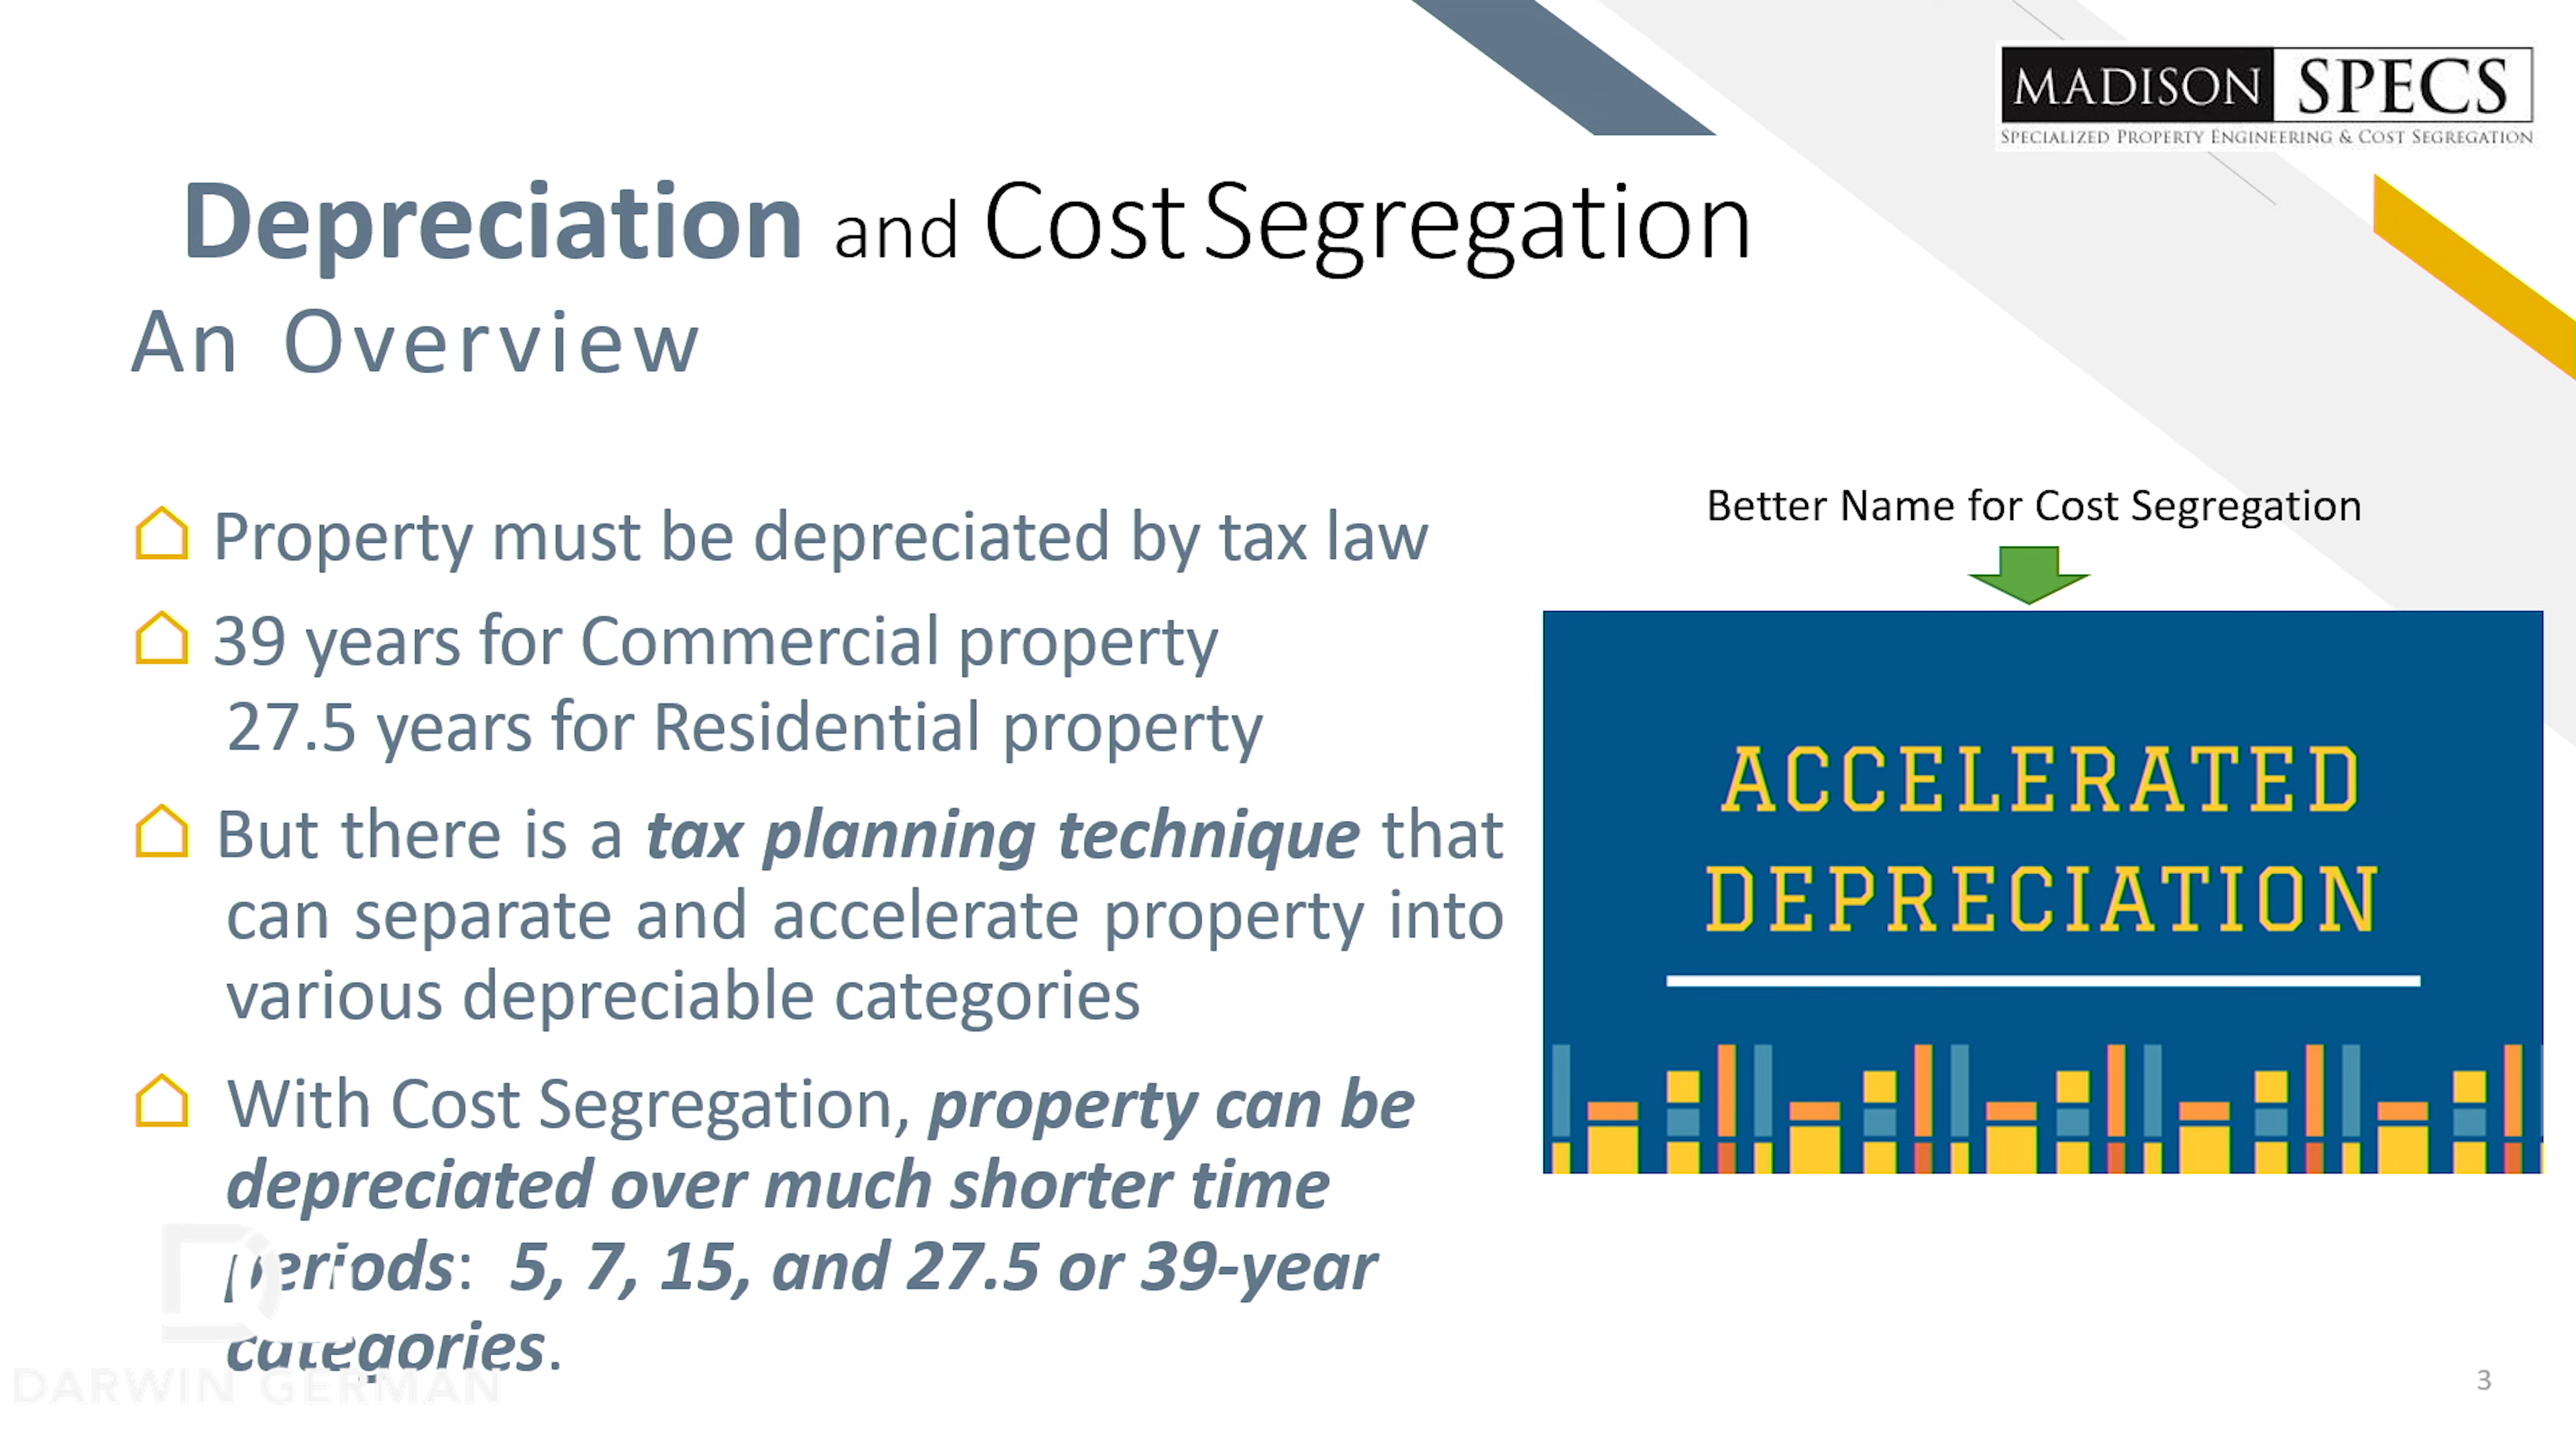 MADISON SPECS
SPECIALIZED PROPERTY ENGINEERING & COST SEGREGATION
Depreciation and Cost Segregation
An Overview
Property must be depreciated by tax law
39 years for Commercial property
27.5 years for Residential property
But there is a tax planning technique that
can separate and accelerate property into
various depreciable categories
With Cost Segregation, property can be
depreciated over much shorter time
periods: 5, 7, 15, and 27.5 or 39-year
categories.
Better Name for Cost Segregation
ACCELERATED
DEPRECIATION
DARWIN GERMAN
3